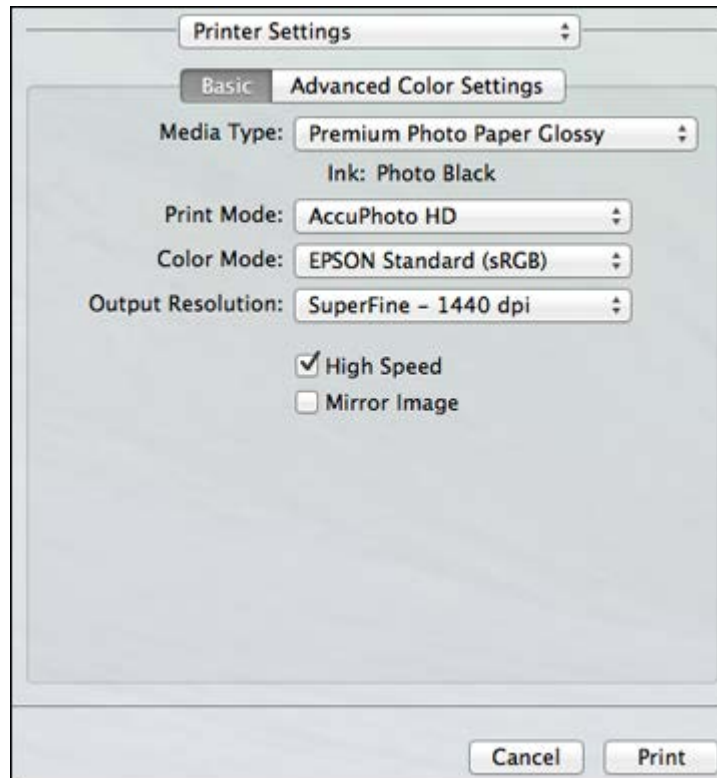 Printer Settings
Basic Advanced Color Settings
Media Type: Premium Photo Paper Glossy
Ink: Photo Black
Print Mode: AccuPhoto HD
Color Mode: EPSON Standard (sRGB)
Output Resolution: SuperFine – 1440 dpi
High Speed
Mirror Image
Cancel Print